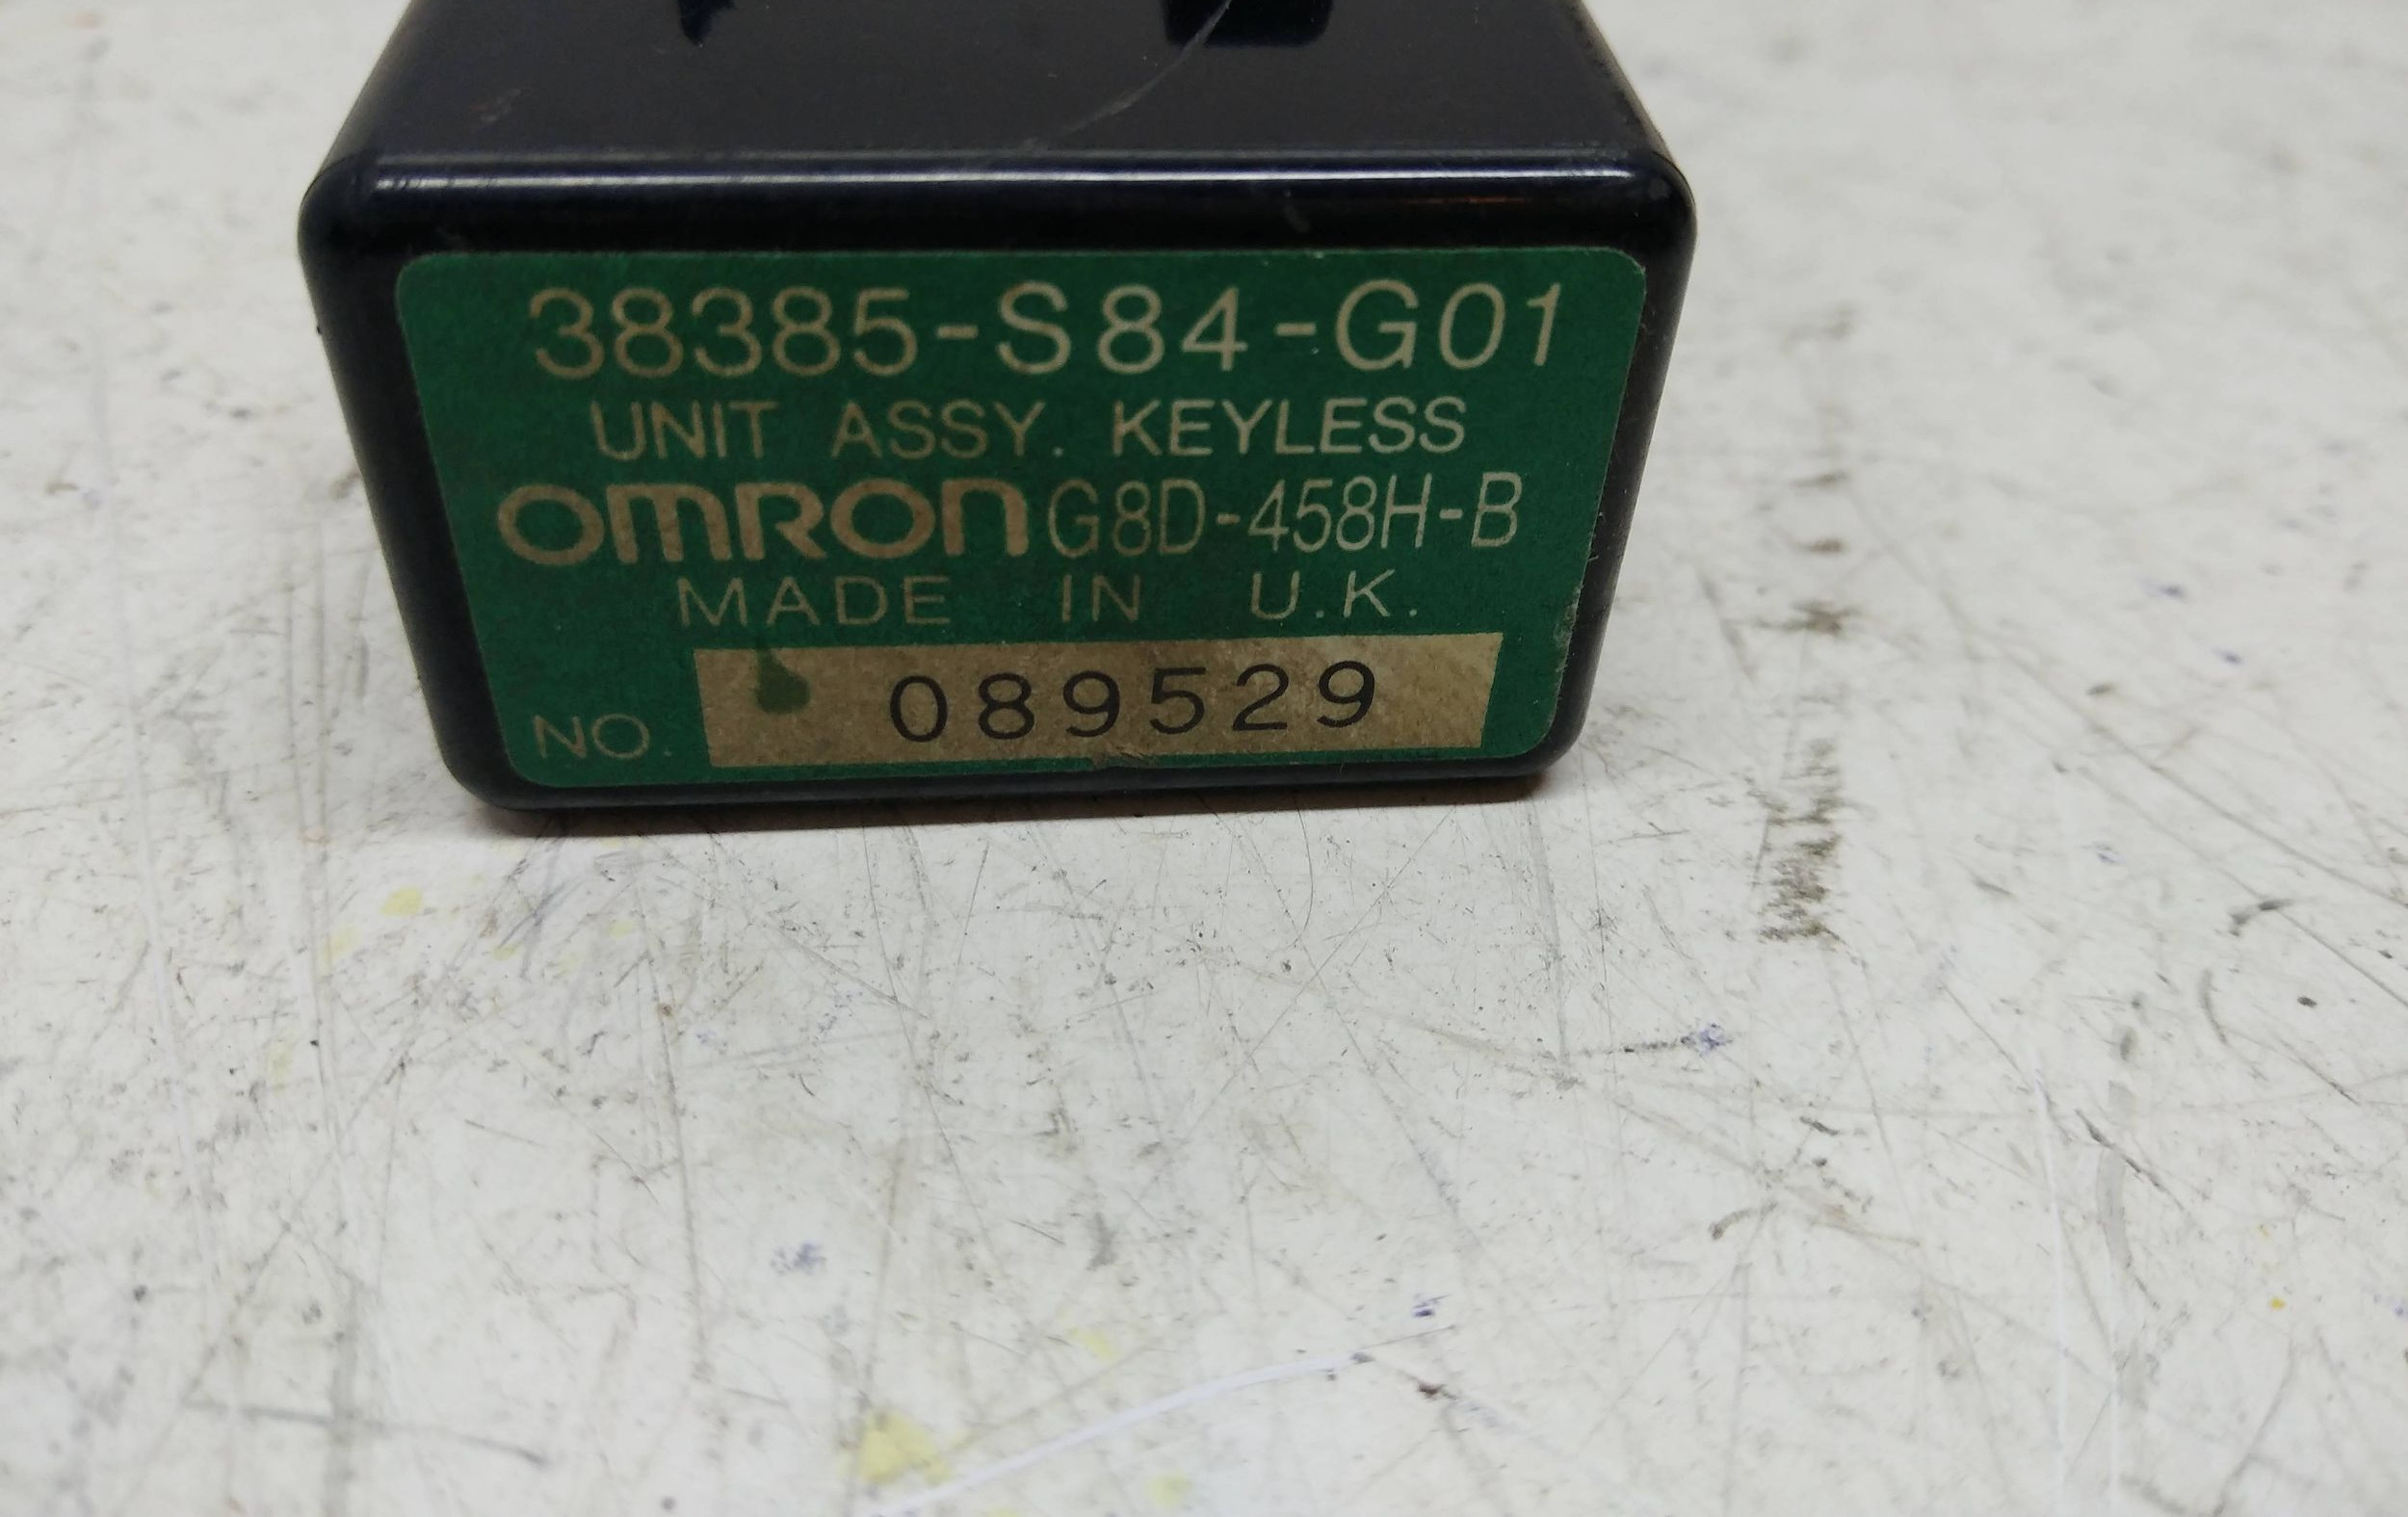 38385-S84-G01
UNIT ASSY. KEYLESS
OMRON G8D-458H-B
MADE IN U.K.
NO. 089529